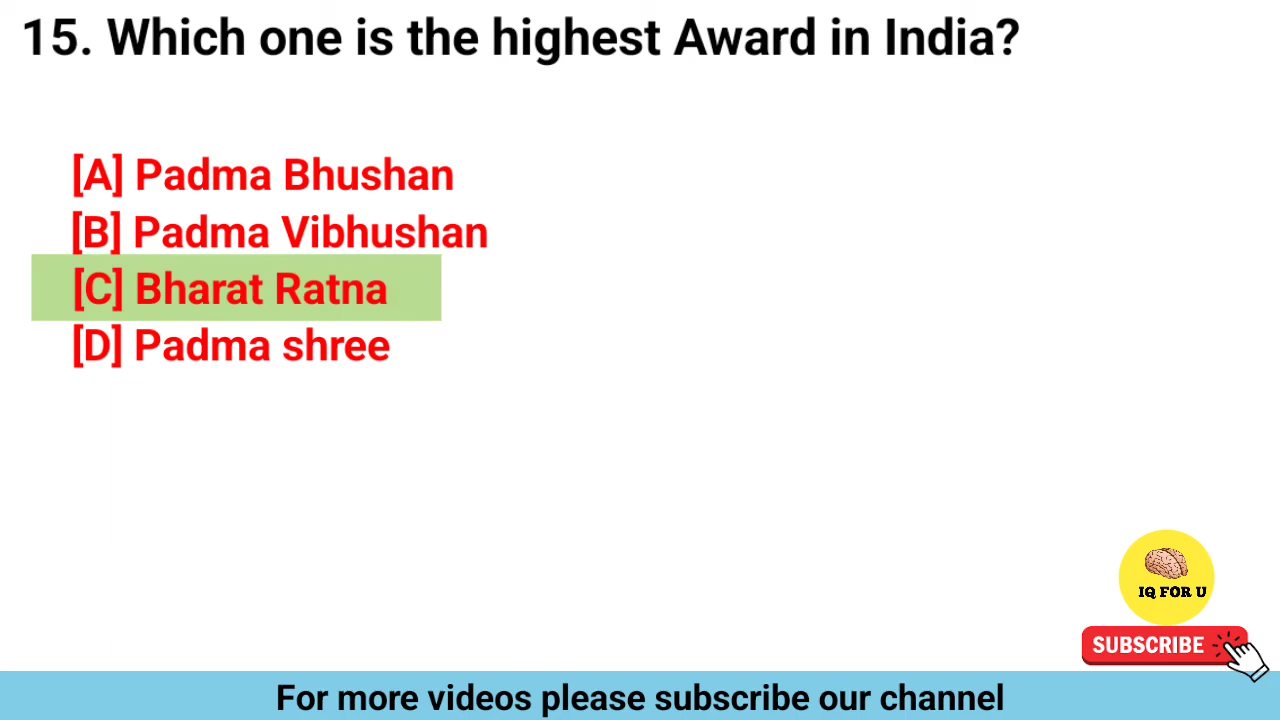 15. Which one is the highest Award in India?
[A] Padma Bhushan
[B] Padma Vibhushan
[C] Bharat Ratna
[D] Padma shree
IQ FOR U
SUBSCRIBE
For more videos please subscribe our channel